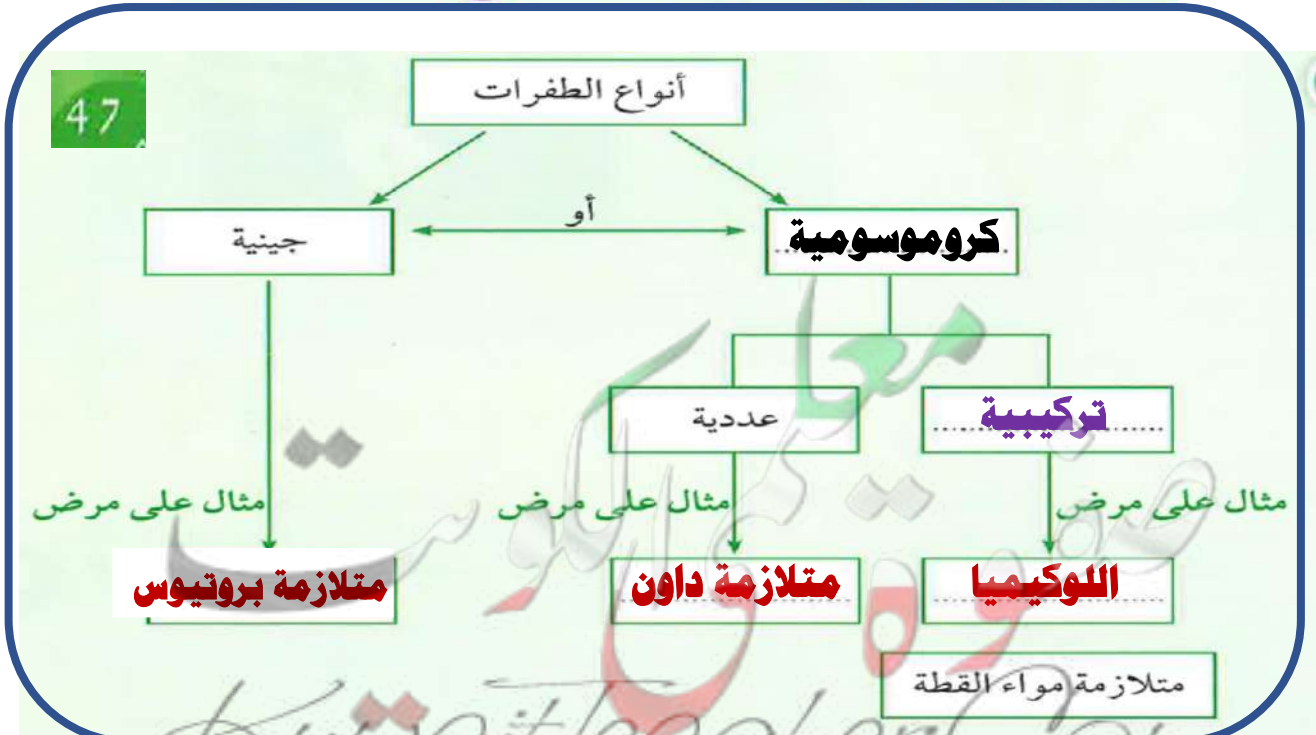 أنواع الطفرات
47
أو
كروموسومية
جينية
تركيبية
عددية
مثال على مرض
مثال على مرض
مثال على مرض
اللوكيميا
متلازمة داون
متلازمة بروتيوس
متلازمة مواء القطة